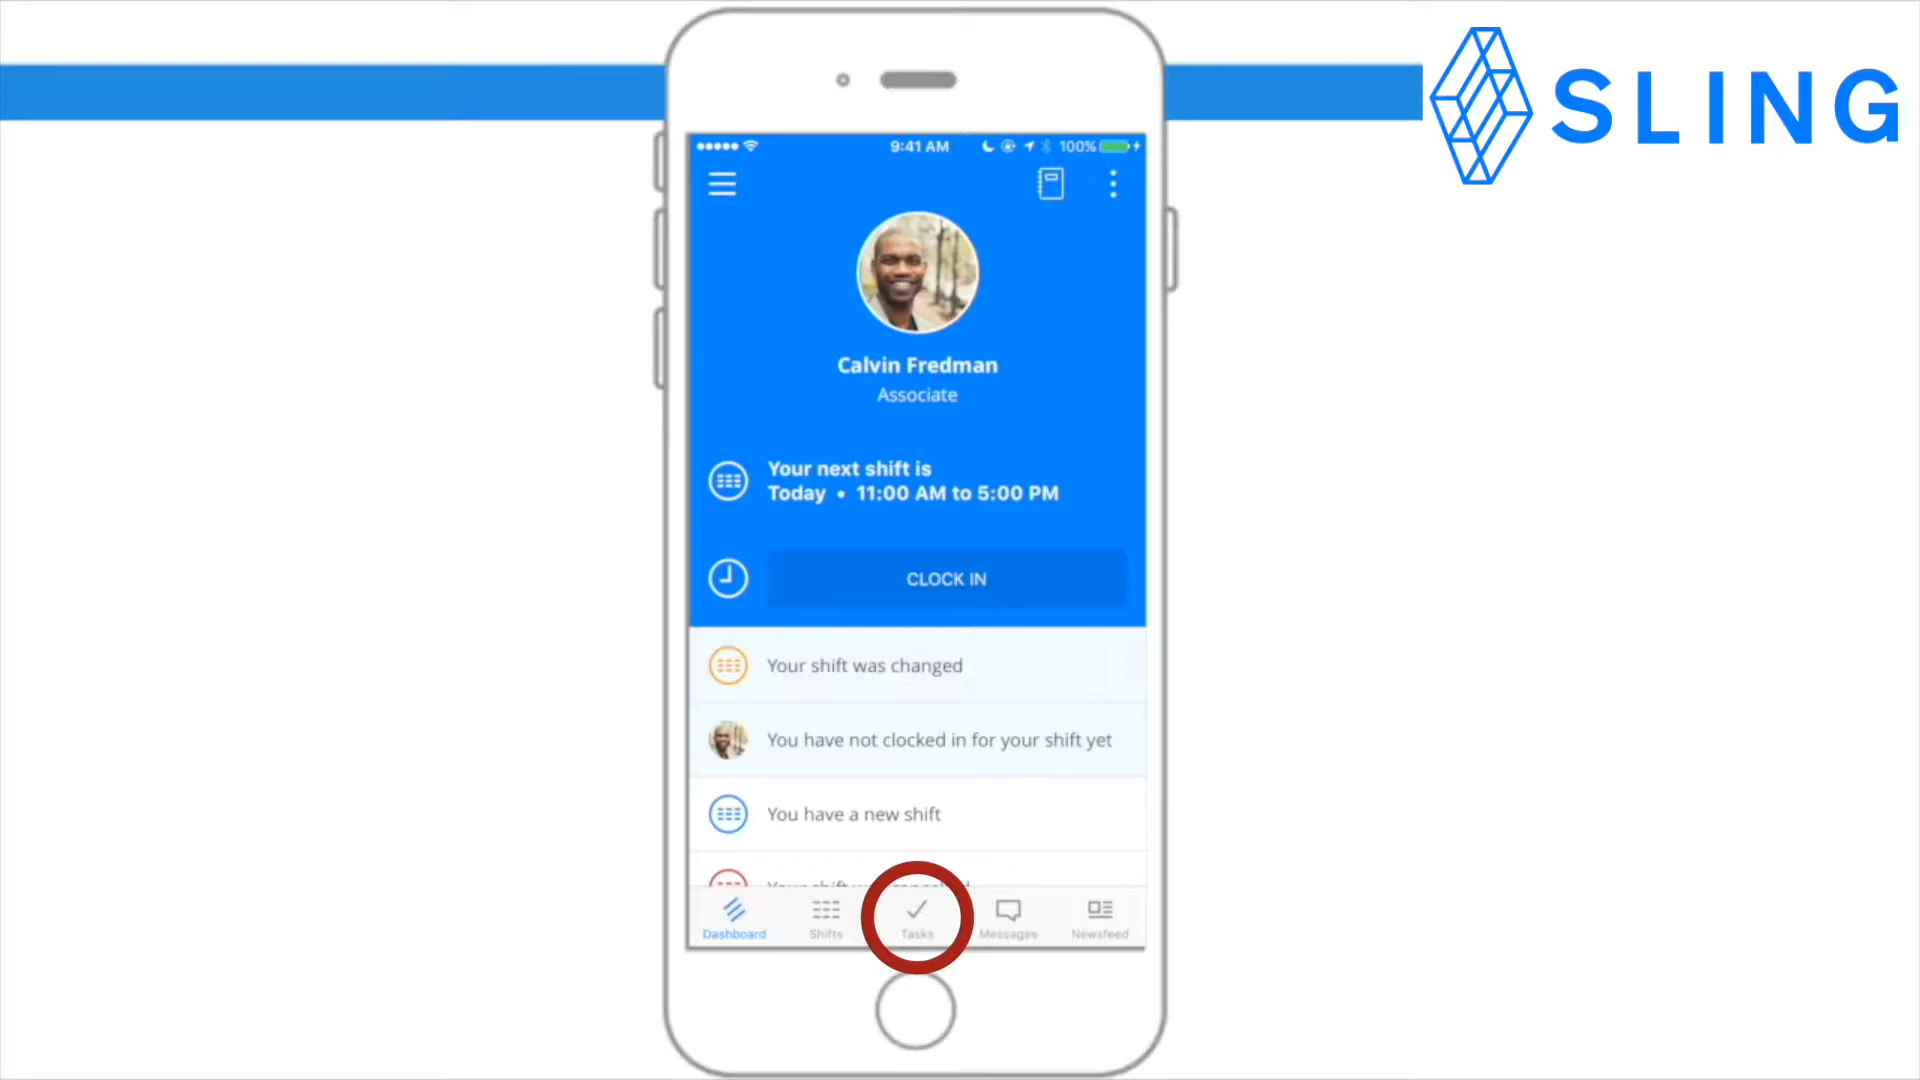 SLING
9:41 AM
100%
Calvin Fredman
Associate
Your next shift is
Today • 11:00 AM to 5:00 PM
CLOCK IN
Your shift was changed
You have not clocked in for your shift yet
You have a new shift
Your shift
Dashboard
Shifts
Tasks
Messages
Newsfeed